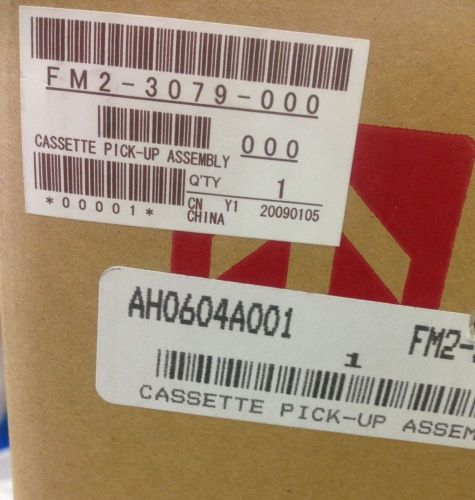 FM2-3079-000
000
CASSETTE PICK-UP ASSEMBLY
Q'TY 1
*00001* CN Y1 20090105
CHINA
AH0604A001 FM2-
1
CASSETTE PICK-UP ASSEM